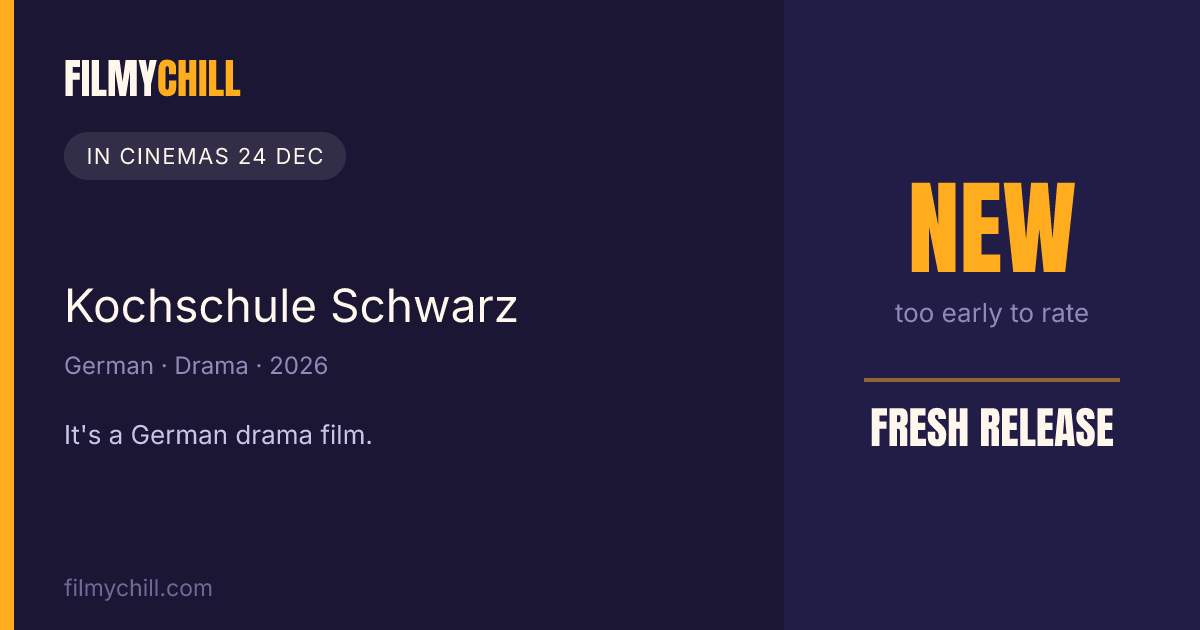 FILMYCHILL
IN CINEMAS 24 DEC
Kochschule Schwarz
German · Drama · 2026
It's a German drama film.
filmychill.com
NEW
too early to rate
FRESH RELEASE